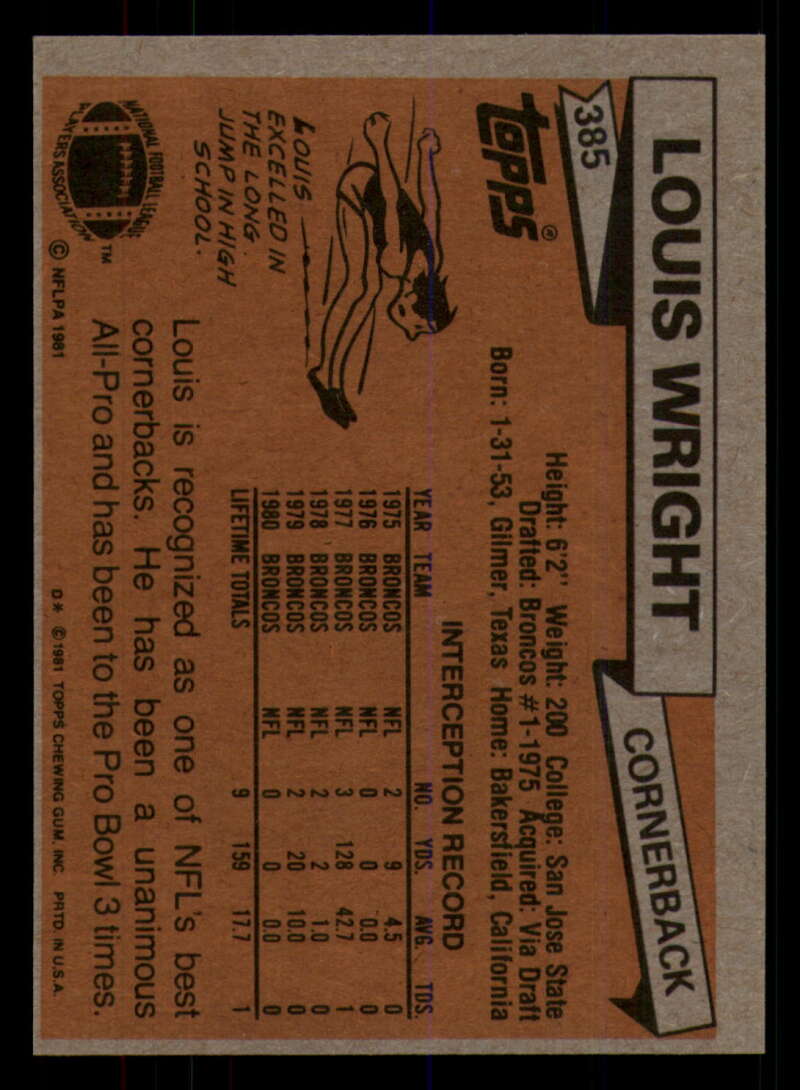 385
LOUIS WRIGHT
CORNERBACK
topps®
Height: 6'2" Weight: 200 College: San Jose State
Drafted: Broncos #1-1975 Acquired: Via Draft
Born: 1-31-53, Gilmer, Texas Home: Bakersfield, California
LOUIS
EXCELLED IN
THE LONG
JUMP IN HIGH
SCHOOL.
INTERCEPTION RECORD
YEAR TEAM NO. YDS. AVG. TDS.
1975 BRONCOS NFL 2 9 4.5 0
1976 BRONCOS NFL 0 0 0.0 0
1977 BRONCOS NFL 3 128 42.7 1
1978 BRONCOS NFL 2 2 1.0 0
1979 BRONCOS NFL 2 20 10.0 0
1980 BRONCOS NFL 0 0 0.0 0
LIFETIME TOTALS 9 159 17.7 1
Louis is recognized as one of NFL's best
cornerbacks. He has been a unanimous
All-Pro and has been to the Pro Bowl 3 times.
NATIONAL FOOTBALL LEAGUE
PLAYERS ASSOCIATION
TM
© NFLPA 1981
D* ©1981 TOPPS CHEWING GUM, INC. PRTD. IN U.S.A.